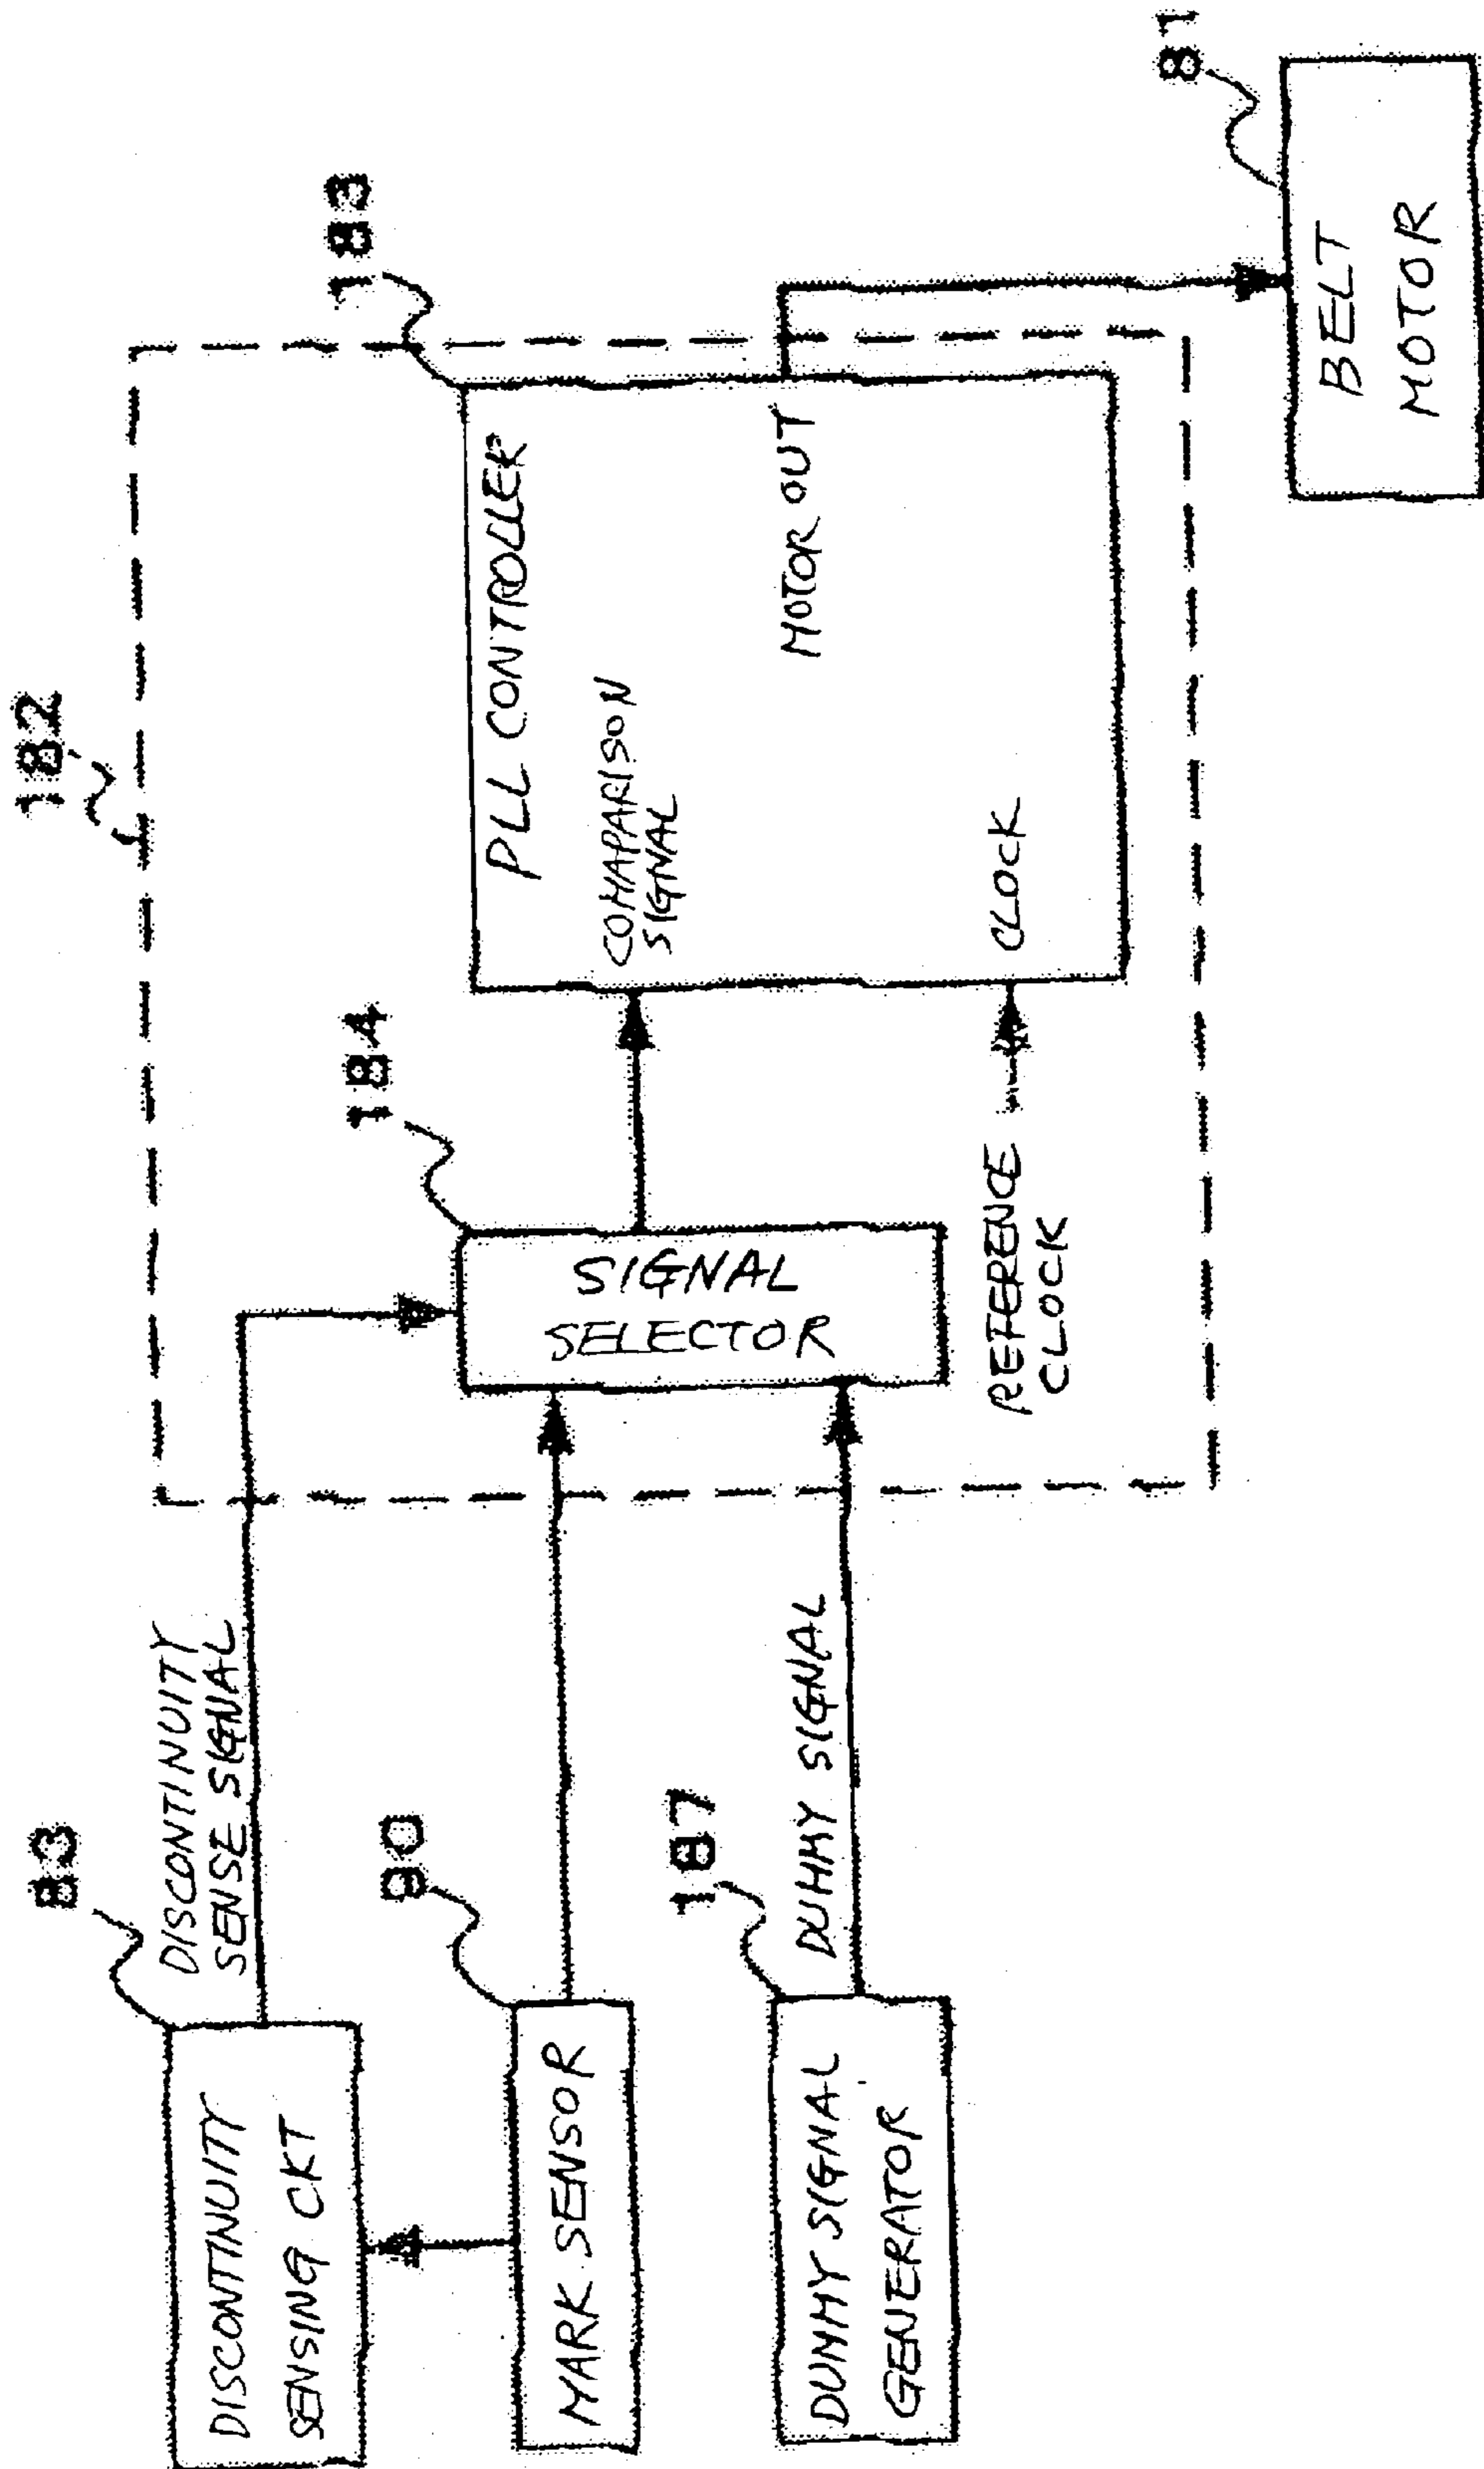 182
183
PLL CONTROLLER
COMAPARISON
SIGNAL
MOTOR OUT
CLOCK
184
SIGNAL
SELECTOR
REFERENCE
CLOCK
83
DISCONTINUITY
SENSE SIGNAL
DISCONTINUITY
SENSING CKT
90
MARK SENSOR
187
DUMMY SIGNAL
DUMMY SIGNAL
GENERATOR
81
BELT
MOTOR